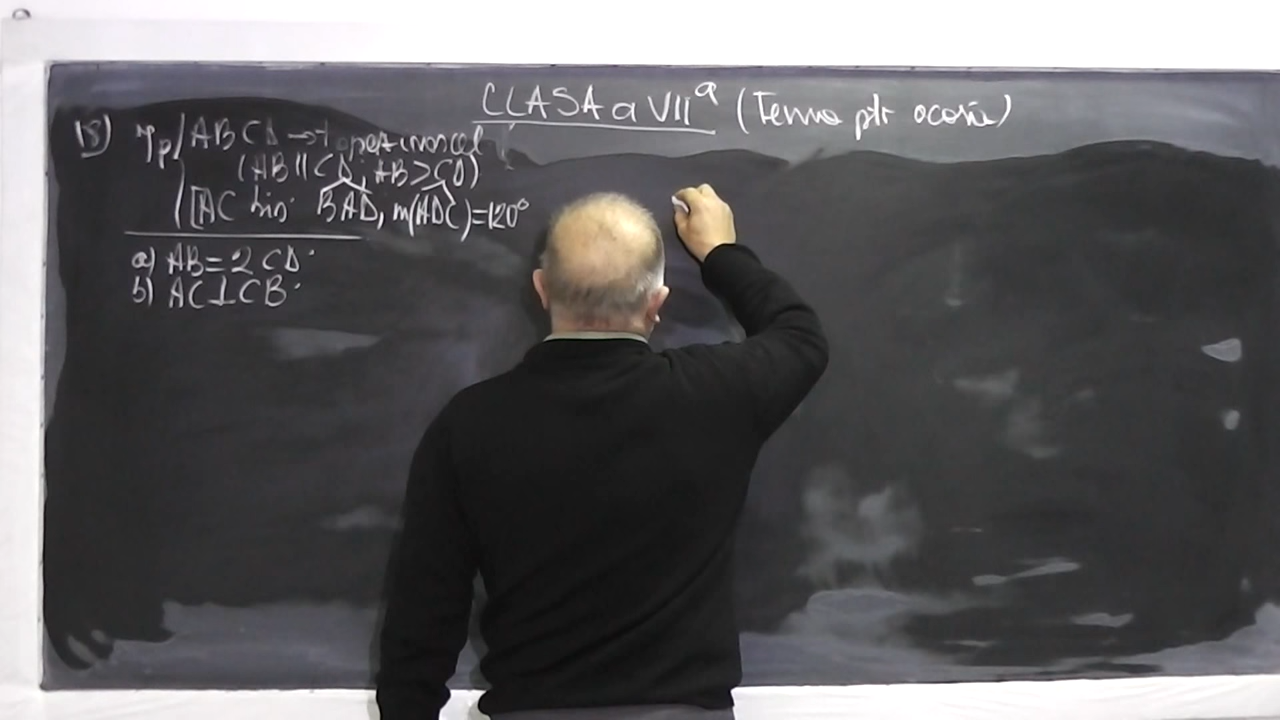 CLASA a VII a (Tema ptr acasă)
18) Ip ABCD → trapez isoscel
(AB || CD; AB > CD)
[AC bis. BAD, m(ADC)=120°
a) AB = 2 CD.
b) AC ⊥ CB.